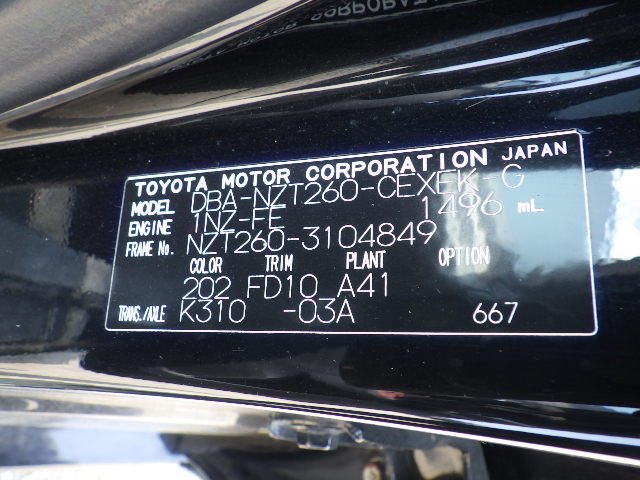 TOYOTA MOTOR CORPORATION JAPAN
MODEL DBA-NZT260-CEXEK-G
ENGINE 1NZ-FE 1496 mL
FRAME No. NZT260-3104849
COLOR TRIM PLANT OPTION
202 FD10 A41
TRANS./AXLE K310 -03A 667